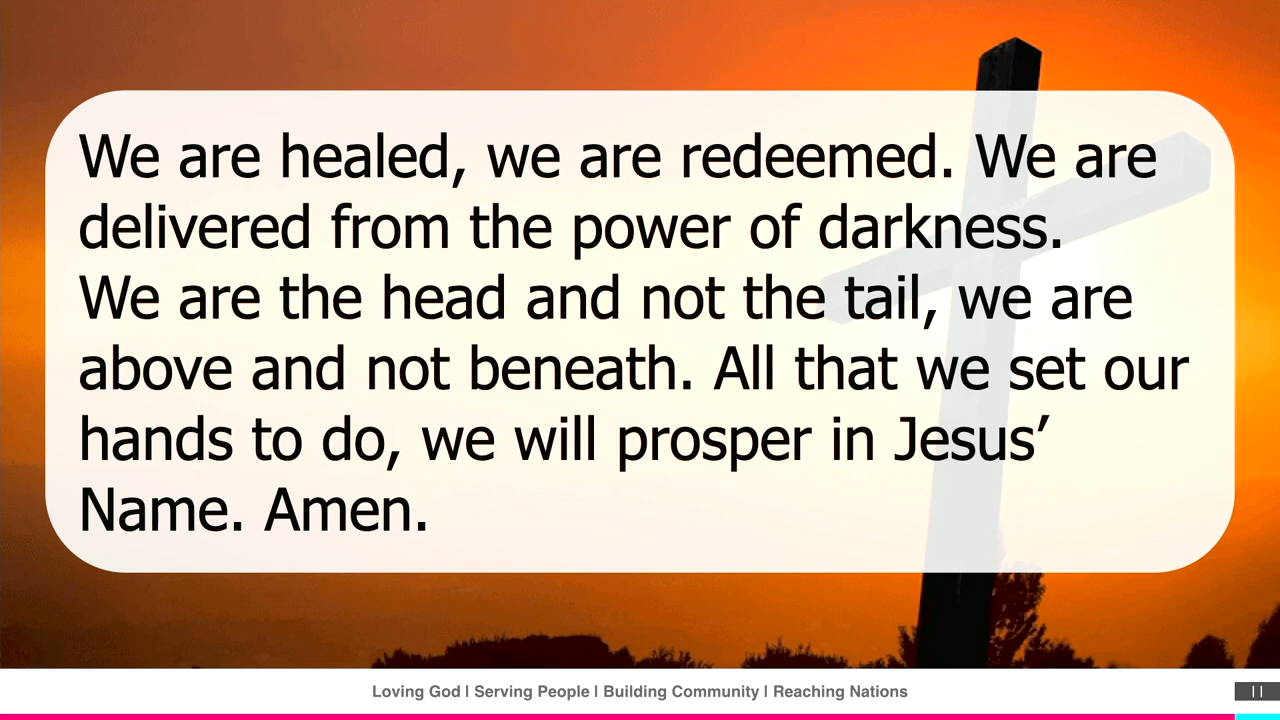 We are healed, we are redeemed. We are
delivered from the power of darkness.
We are the head and not the tail, we are
above and not beneath. All that we set our
hands to do, we will prosper in Jesus’
Name. Amen.
Loving God | Serving People | Building Community | Reaching Nations
11